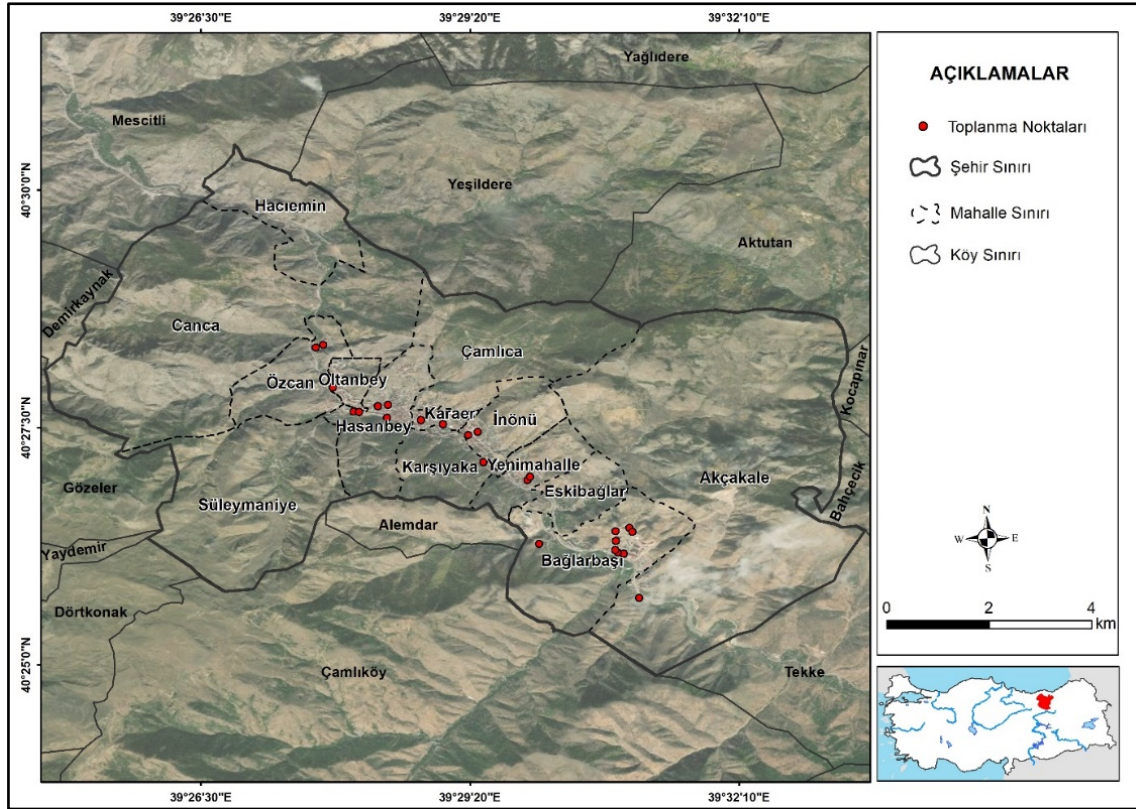 39°26'30"E
39°29'20"E
39°32'10"E
40°30'0"N
40°27'30"N
40°25'0"N
Yağlıdere
Mescitli
Yeşildere
Hacıemin
Aktutan
Demirkaynak
Canca
Çamlıca
Kocapınar
Özcan
Oltanbey
Karaer
İnönü
Hasanbey
Karşıyaka
Yenimahalle
Akçakale
Bahçecik
Gözeler
Süleymaniye
Eskibağlar
Alemdar
Yaydemir
Bağlarbaşı
Dörtkonak
Çamlıköy
Tekke
39°26'30"E
39°29'20"E
39°32'10"E
AÇIKLAMALAR
Toplanma Noktaları
Şehir Sınırı
Mahalle Sınırı
Köy Sınırı
N
W
E
S
0
2
4
km